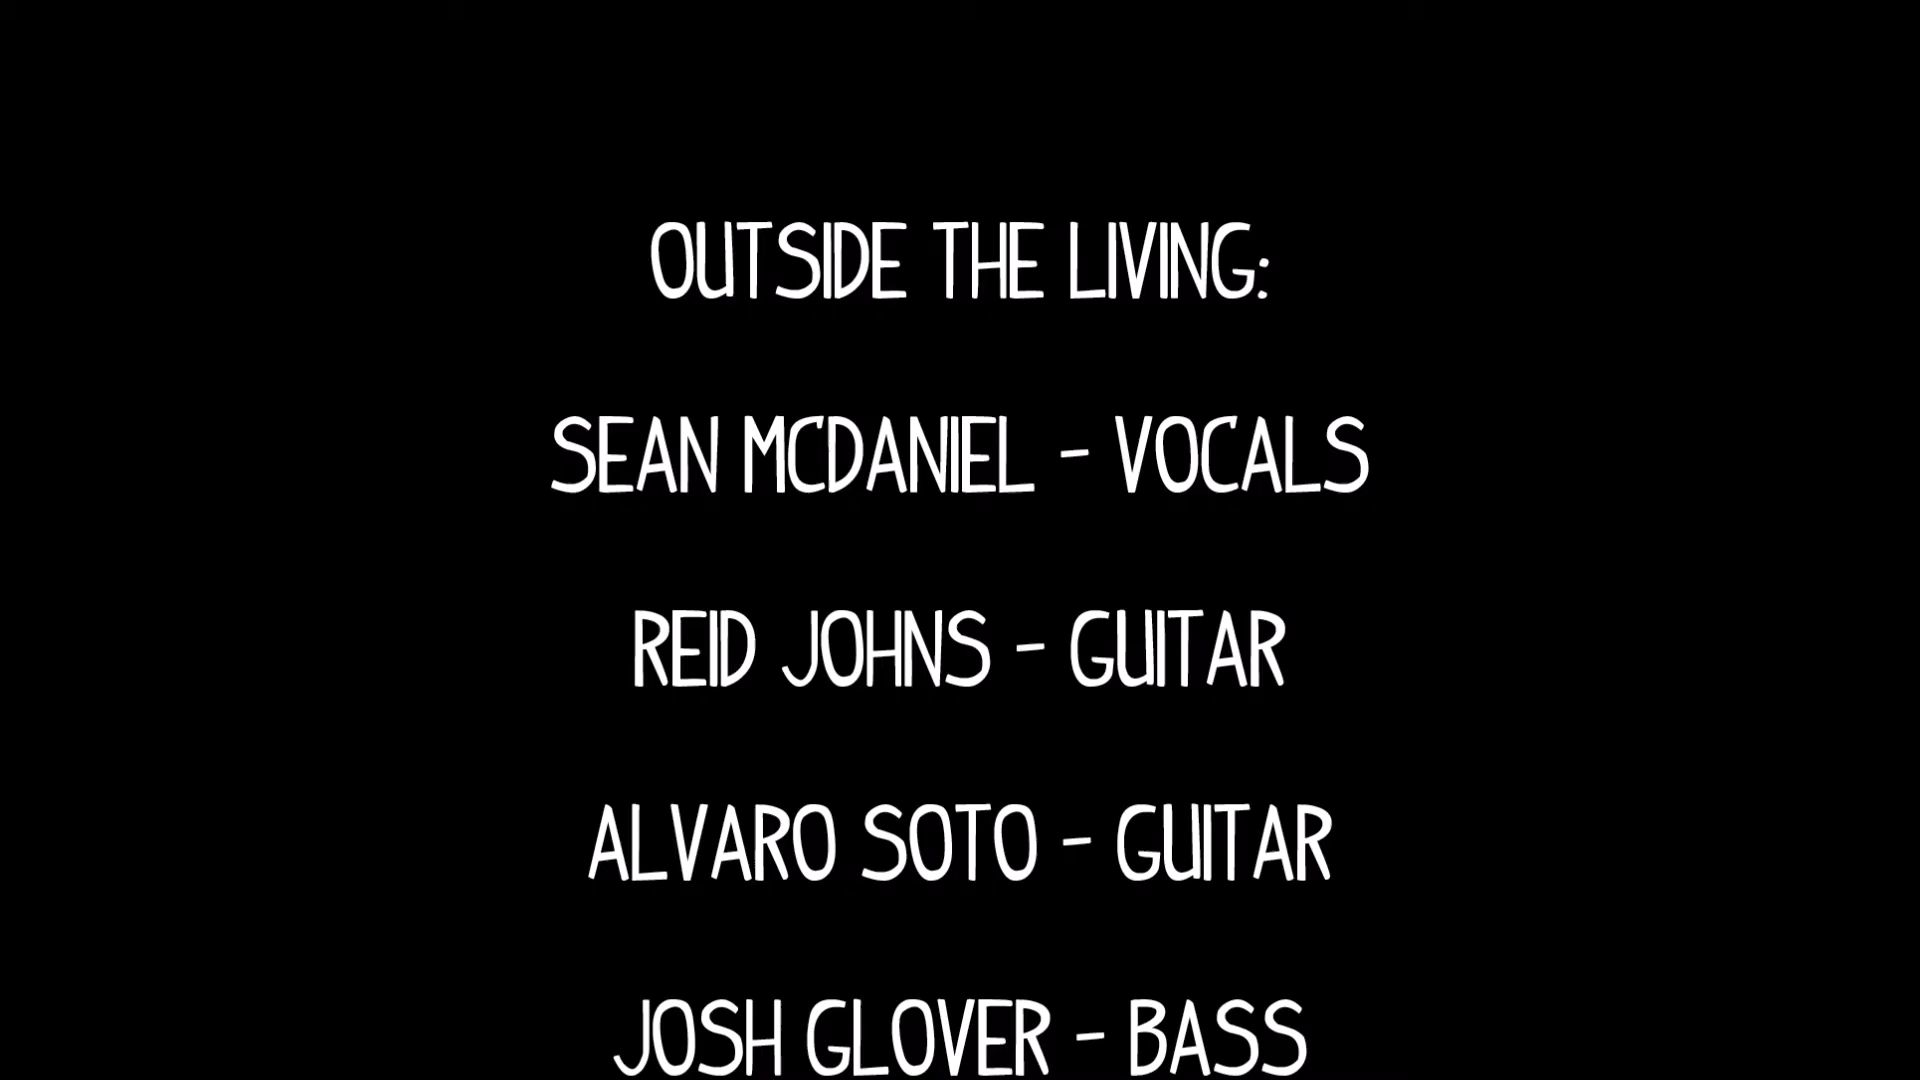 OUTSIDE THE LIVING:
SEAN MCDANIEL - VOCALS
REID JOHNS - GUITAR
ALVARO SOTO - GUITAR
JOSH GLOVER - BASS